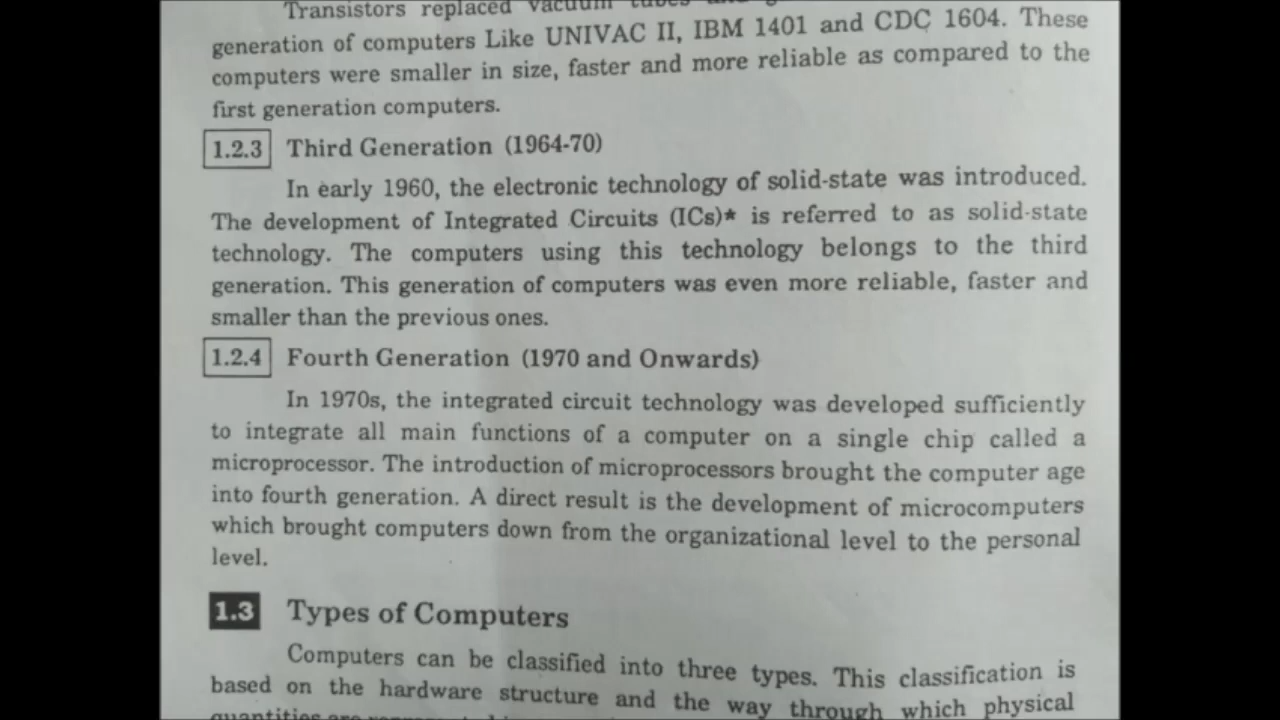 Transistors replaced vacuum tubes and
generation of computers Like UNIVAC II, IBM 1401 and CDC 1604. These
computers were smaller in size, faster and more reliable as compared to the
first generation computers.
1.2.3 Third Generation (1964-70)
In early 1960, the electronic technology of solid-state was introduced.
The development of Integrated Circuits (ICs)* is referred to as solid-state
technology. The computers using this technology belongs to the third
generation. This generation of computers was even more reliable, faster and
smaller than the previous ones.
1.2.4 Fourth Generation (1970 and Onwards)
In 1970s, the integrated circuit technology was developed sufficiently
to integrate all main functions of a computer on a single chip called a
microprocessor. The introduction of microprocessors brought the computer age
into fourth generation. A direct result is the development of microcomputers
which brought computers down from the organizational level to the personal
level.
1.3 Types of Computers
Computers can be classified into three types. This classification is
based on the hardware structure and the way through which physical
quantities are